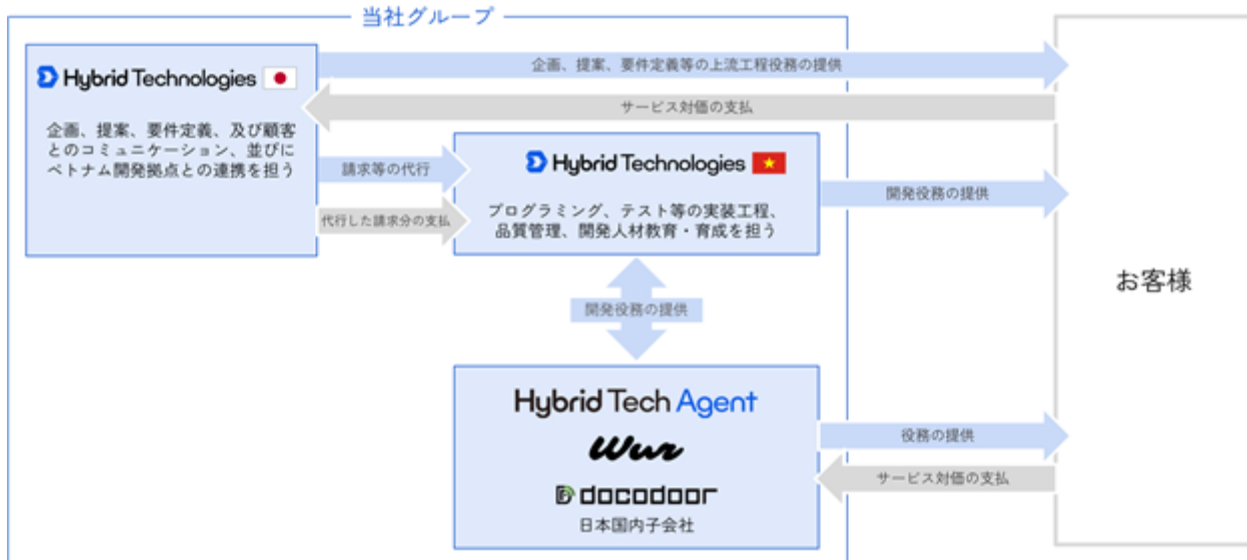 当社グループ
Hybrid Technologies
企画、提案、要件定義、及び顧客
とのコミュニケーション、並びに
ベトナム開発拠点との連携を担う
企画、提案、要件定義等の上流工程役務の提供
サービス対価の支払
請求等の代行
代行した請求分の支払
Hybrid Technologies
プログラミング、テスト等の実装工程、
品質管理、開発人材教育・育成を担う
開発役務の提供
お客様
開発役務の提供
Hybrid Tech Agent
Wur
docodoor
日本国内子会社
役務の提供
サービス対価の支払